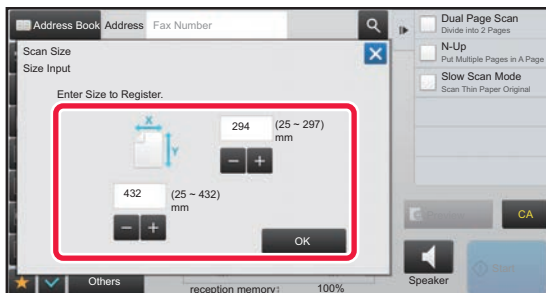 Address Book Address Fax Number
Dual Page Scan
Divide into 2 Pages
N-Up
Put Multiple Pages in A Page
Slow Scan Mode
Scan Thin Paper Original
Scan Size
Size Input
Enter Size to Register.
X
Y
294 (25 ~ 297)
mm
432 (25 ~ 432)
mm
OK
CA
Others
reception memory: 100%
Speaker
Start